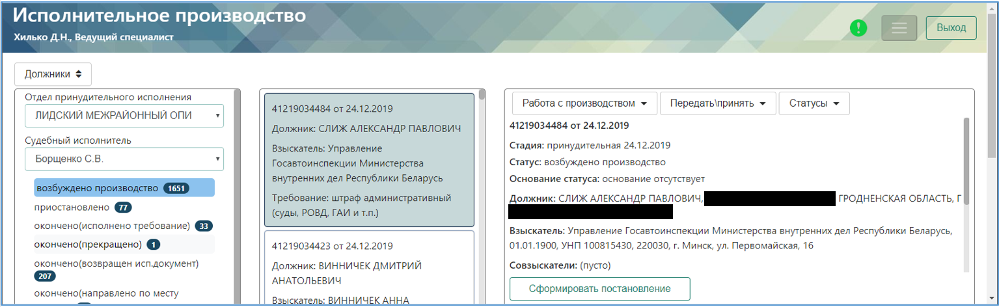 Исполнительное производство
Хилько Д.Н., Ведущий специалист
Выход
Должники
Отдел принудительного исполнения
ЛИДСКИЙ МЕЖРАЙОННЫЙ ОПИ
Судебный исполнитель
Борщенко С.В.
возбуждено производство 1651
приостановлено 77
окончено(исполнено требование) 33
окончено(прекращено) 1
окончено(возвращен исп.документ)
207
окончено(направлено по месту
41219034484 от 24.12.2019
Должник: СЛИЖ АЛЕКСАНДР ПАВЛОВИЧ
Взыскатель: Управление
Госавтоинспекции Министерства
внутренних дел Республики Беларусь
Требование: штраф административный
(суды, РОВД, ГАИ и т.п.)
41219034423 от 24.12.2019
Должник: ВИННИЧЕК ДМИТРИЙ
АНАТОЛЬЕВИЧ
Взыскатель: ВИННИЧЕК АННА
Работа с производством
Передать\принять
Статусы
41219034484 от 24.12.2019
Стадия: принудительная 24.12.2019
Статус: возбуждено производство
Основание статуса: основание отсутствует
Должник: СЛИЖ АЛЕКСАНДР ПАВЛОВИЧ, ГРОДНЕНСКАЯ ОБЛАСТЬ, Г
Взыскатель: Управление Госавтоинспекции Министерства внутренних дел Республики Беларусь,
01.01.1900, УНП 100815430, 220030, г. Минск, ул. Первомайская, 16
Совзыскатели: (пусто)
Сформировать постановление